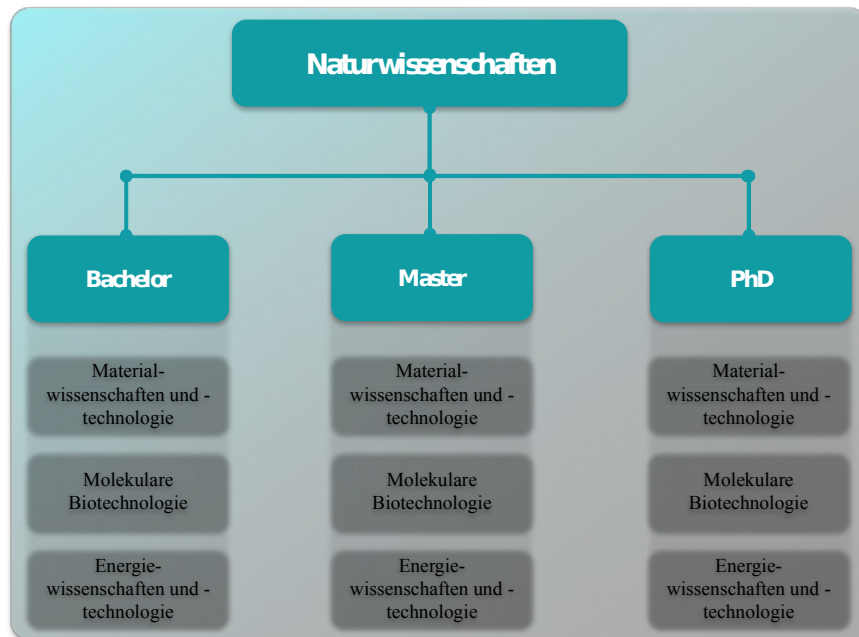 Naturwissenschaften
Bachelor
Master
PhD
Material-
wissenschaften und -
technologie
Material-
wissenschaften und -
technologie
Material-
wissenschaften und -
technologie
Molekulare
Biotechnologie
Molekulare
Biotechnologie
Molekulare
Biotechnologie
Energie-
wissenschaften und -
technologie
Energie-
wissenschaften und -
technologie
Energie-
wissenschaften und -
technologie